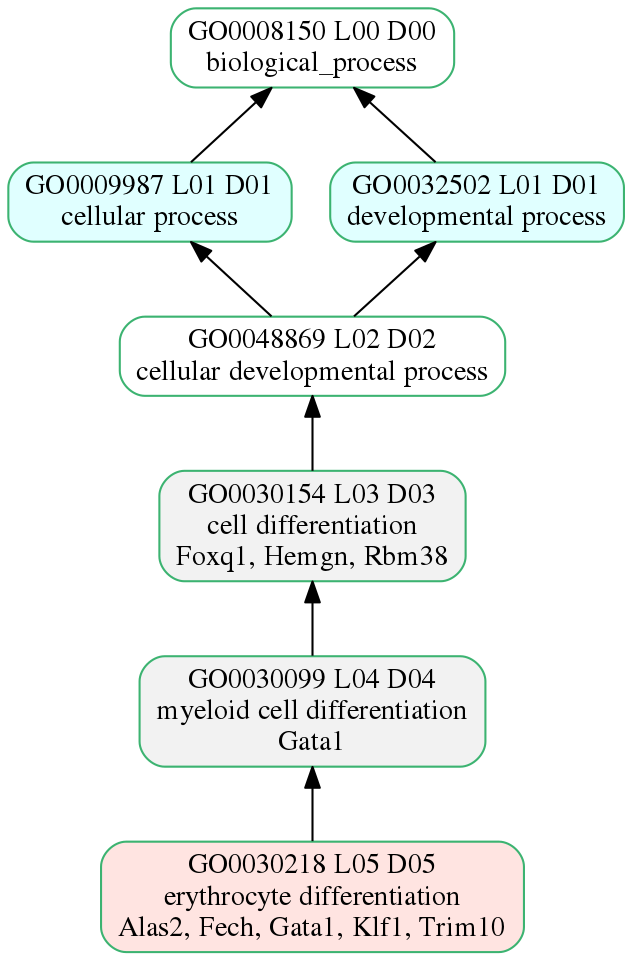 GO0008150 L00 D00
biological_process
GO0009987 L01 D01
cellular process
GO0032502 L01 D01
developmental process
GO0048869 L02 D02
cellular developmental process
GO0030154 L03 D03
cell differentiation
Foxq1, Hemgn, Rbm38
GO0030099 L04 D04
myeloid cell differentiation
Gata1
GO0030218 L05 D05
erythrocyte differentiation
Alas2, Fech, Gata1, Klf1, Trim10